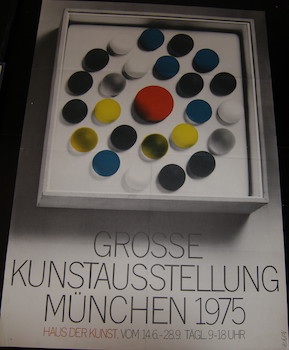 GROSSE
KUNSTAUSSTELLUNG
MÜNCHEN 1975
HAUS DER KUNST, VOM 14.6-28.9 TÄGL. 9-18 UHR